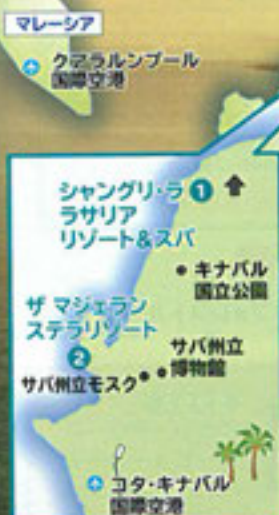 マレーシア
クアラルンプール
国際空港
シャングリ・ラ 1
ラサリア
リゾート&スパ
キナバル
国立公園
ザ マジェラン
ステラリゾート
2
サバ州立
博物館
サバ州立モスク
コタ・キナバル
国際空港